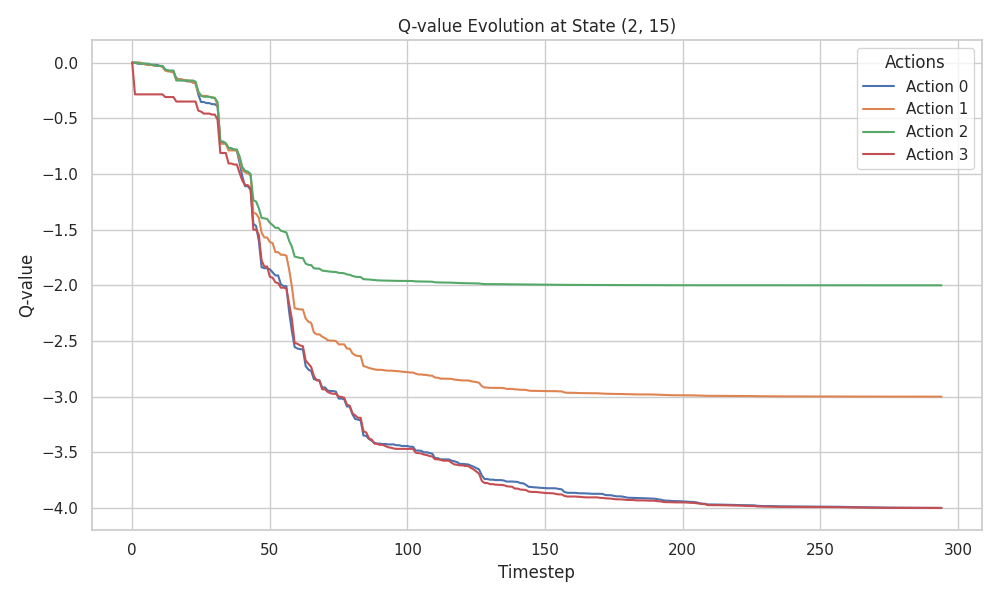 Q-value Evolution at State (2, 15)
Actions
Action 0
Action 1
Action 2
Action 3
Q-value
0.0
−0.5
−1.0
−1.5
−2.0
−2.5
−3.0
−3.5
−4.0
0 50 100 150 200 250 300
Timestep